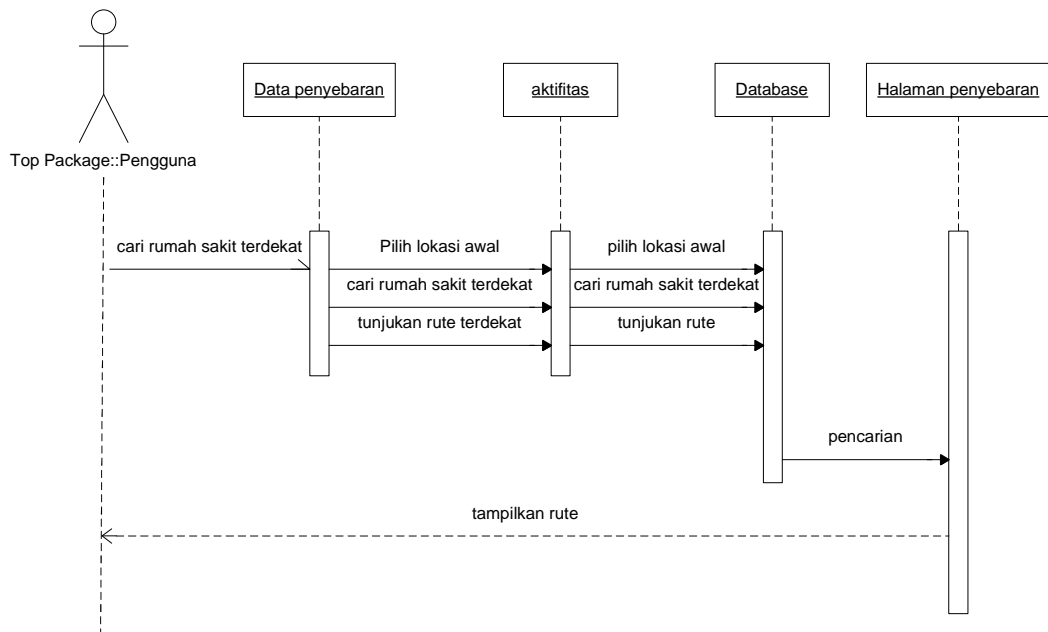 Data penyebaran
aktifitas
Database
Halaman penyebaran
Top Package::Pengguna
cari rumah sakit terdekat
Pilih lokasi awal
pilih lokasi awal
cari rumah sakit terdekat
cari rumah sakit terdekat
tunjukan rute terdekat
tunjukan rute
pencarian
tampilkan rute